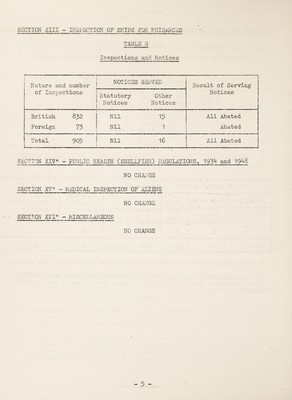 SECTION XIII - INSPECTION OF SHIPS FOR NUISANCES
TABLE G
Inspections and Notices
Nature and number of Inspections
NOTICES SERVED
Result of Serving Notices
Statutory Notices
Other Notices
British 832 Nil 15 All Abated
Foreign 73 Nil 1 Abated
Total 905 Nil 16 All Abated
SECTION XIV* - PUBLIC HEALTH (SHELLFISH) REGULATIONS, 1934 and 1948
NO CHANGE
SECTION XV* - MEDICAL INSPECTION OF ALIENS
NO CHANGE
SECTION XVI* - MISCELLANEOUS
NO CHANGE
- 5 -